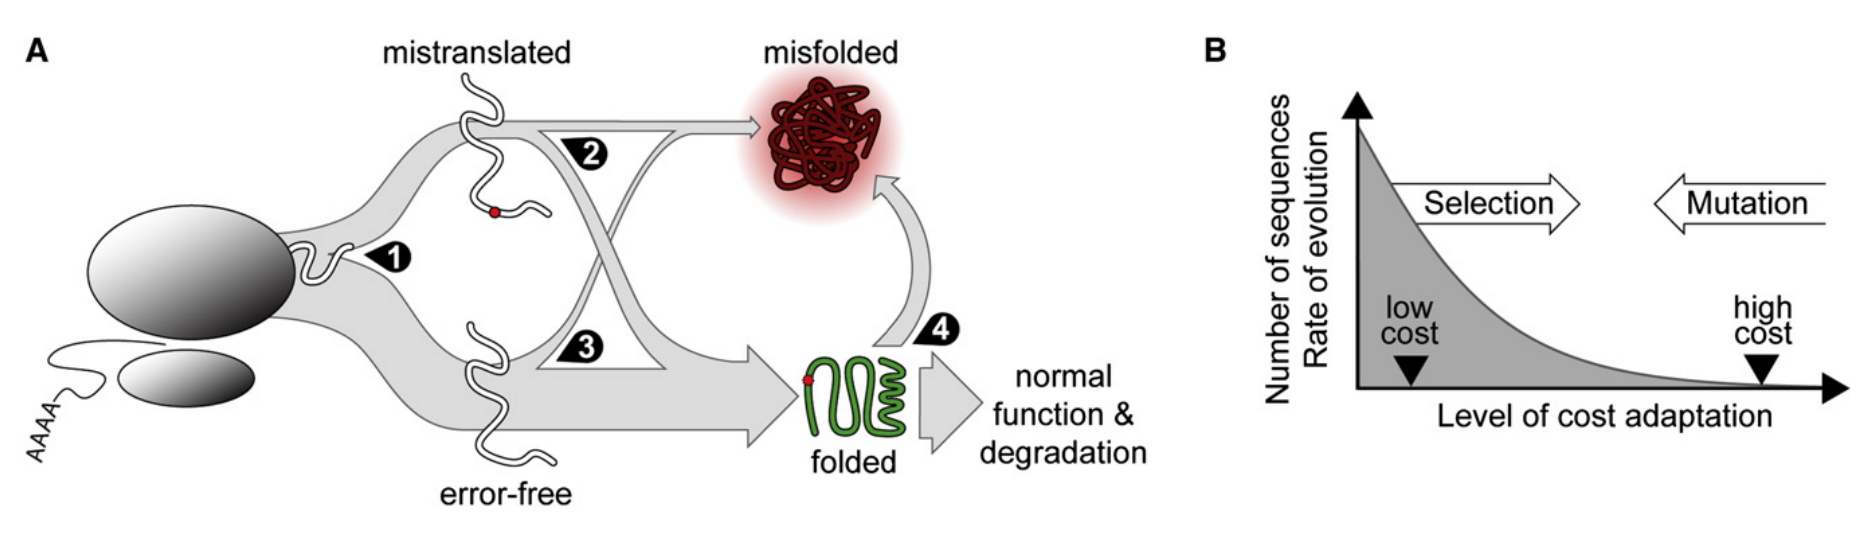 A
mistranslated
misfolded
2
1
3
4
AAAA
error-free
folded
normal
function &
degradation
B
Number of sequences
Rate of evolution
Selection
Mutation
low
cost
high
cost
Level of cost adaptation